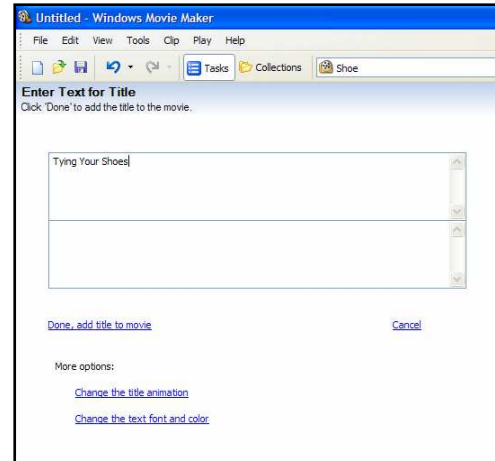 Untitled - Windows Movie Maker
File Edit View Tools Clip Play Help
Tasks Collections Shoe
Enter Text for Title
Click 'Done' to add the title to the movie.
Tying Your Shoes
Done, add title to movie Cancel
More options:
Change the title animation
Change the text font and color